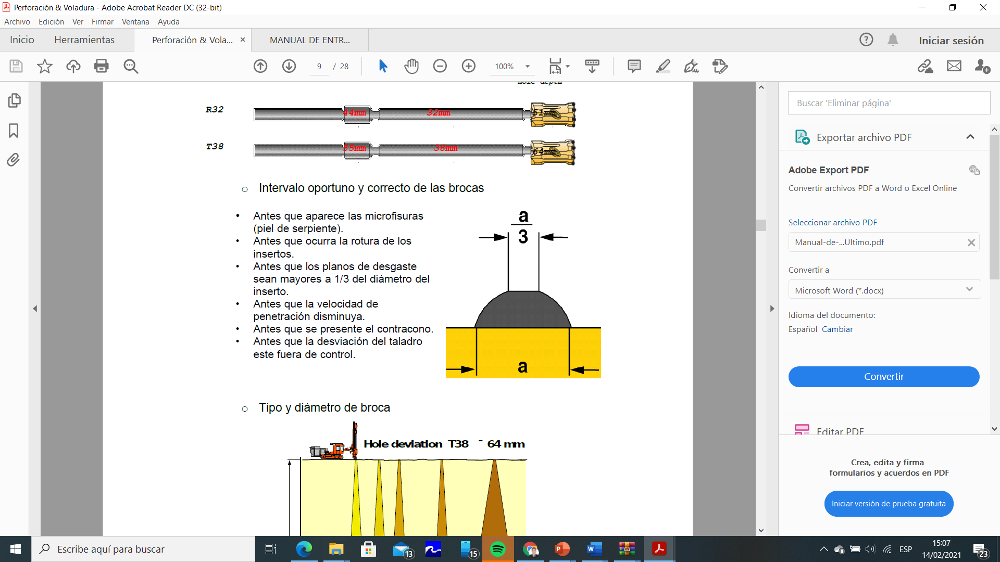 Perforación & Voladura - Adobe Acrobat Reader DC (32-bit)
Archivo Edición Ver Firmar Ventana Ayuda
Inicio Herramientas Perforación & Vola... MANUAL DE ENTR... Iniciar sesión
9 / 28 100%
hole depth
R32 44mm 32mm 51mm
T38 55mm 38mm 64mm
o Intervalo oportuno y correcto de las brocas
• Antes que aparece las microfisuras
(piel de serpiente).
• Antes que ocurra la rotura de los
insertos.
• Antes que los planos de desgaste
sean mayores a 1/3 del diámetro del
inserto.
• Antes que la velocidad de
penetración disminuya.
• Antes que se presente el contracono.
• Antes que la desviación del taladro
este fuera de control.
a
3
a
o Tipo y diámetro de broca
Hole deviation T38 - 64 mm
Buscar 'Eliminar página'
Exportar archivo PDF
Adobe Export PDF
Convertir archivos PDF a Word o Excel Online
Seleccionar archivo PDF
Manual-de-...Ultimo.pdf
Convertir a
Microsoft Word (*.docx)
Idioma del documento:
Español Cambiar
Convertir
Editar PDF
Crea, edita y firma
formularios y acuerdos en PDF
Iniciar versión de prueba gratuita
Escribe aquí para buscar
13
15
ESP
15:07
14/02/2021
23